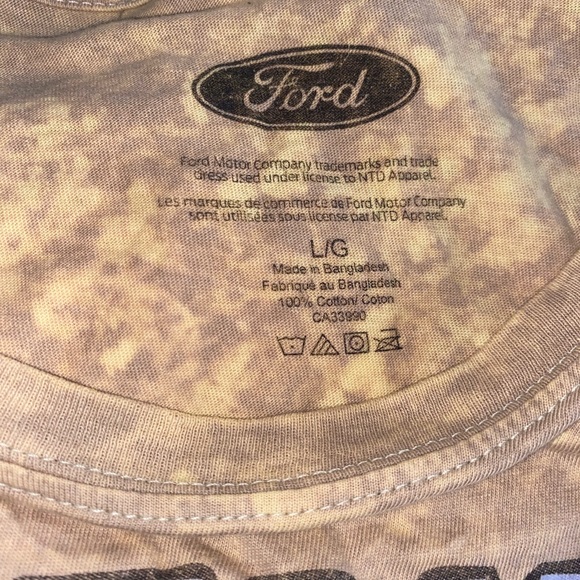 Ford
Ford Motor Company trademarks and trade
dress used under license to NTD Apparel.
Les marques de commerce de Ford Motor Company
sont utilisées sous license par NTD Apparel.
L/G
Made in Bangladesh
Fabriqué au Bangladesh
100% Cotton/ Coton
CA33990